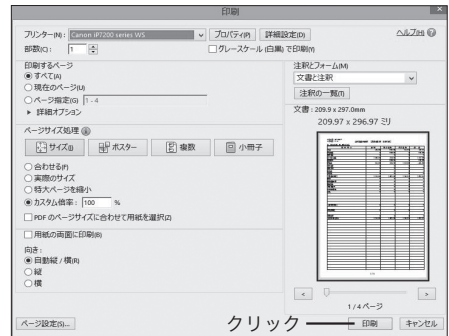 印刷
プリンター(N): Canon iP7200 series WS プロパティ(P) 詳細設定(D) ヘルプ(H)
部数(C): 1 グレースケール (白黒) で印刷(Y)
印刷するページ
すべて(A)
現在のページ(U)
ページ指定(G) 1 - 4
詳細オプション
ページサイズ処理
サイズ(I) ポスター 複数 小冊子
合わせる(F)
実際のサイズ
特大ページを縮小
カスタム倍率: 100 %
PDF のページサイズに合わせて用紙を選択(Z)
用紙の両面に印刷(B)
向き:
自動縦 / 横(R)
縦
横
注釈とフォーム(M)
文書と注釈
注釈の一覧(T)
文書: 209.9 x 297.0mm
209.97 x 296.97 ミリ
< >
1 / 4 ページ
ページ設定(S)... クリック 印刷 キャンセル